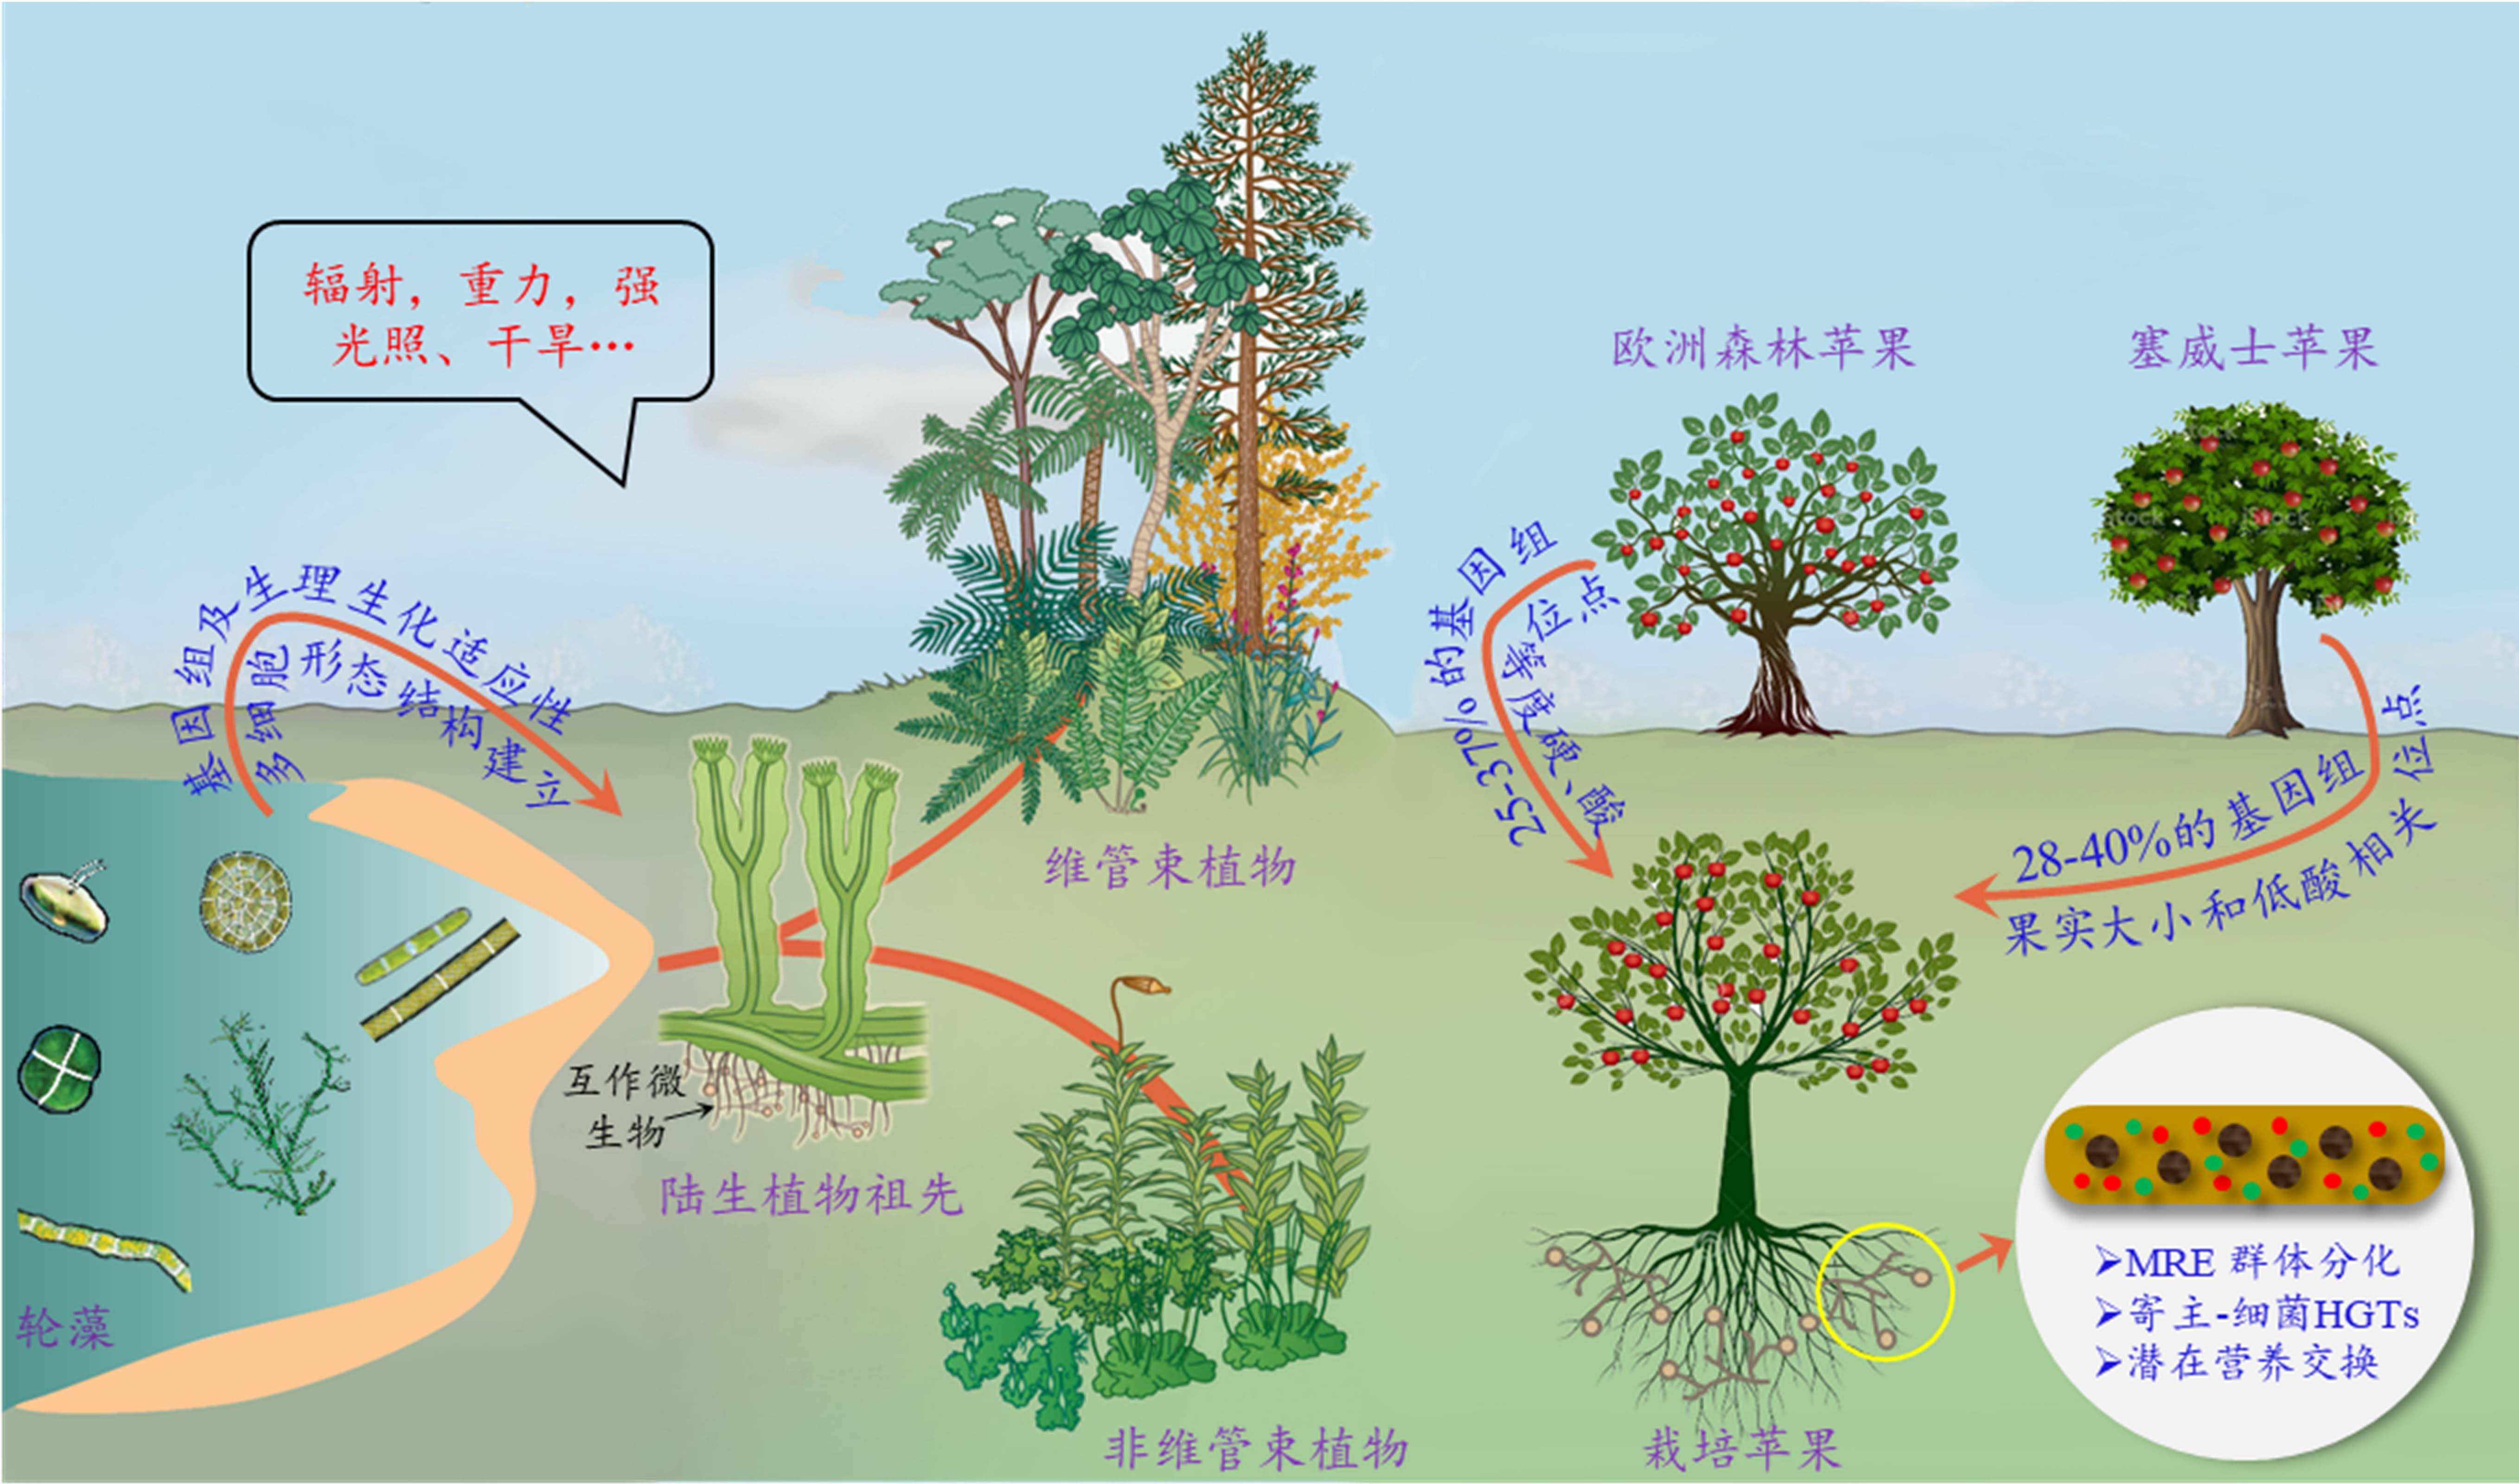 辐射，重力，强
光照、干旱…
基因组及生理生化适应性
多细胞形态结构建立
轮藻
互作微
生物
陆生植物祖先
维管束植物
非维管束植物
欧洲森林苹果
塞威士苹果
25-37%的基因组
酸、硬度等位点
28-40%的基因组
果实大小和低酸相关位点
栽培苹果
➢MRE 群体分化
➢寄主-细菌HGTs
➢潜在营养交换